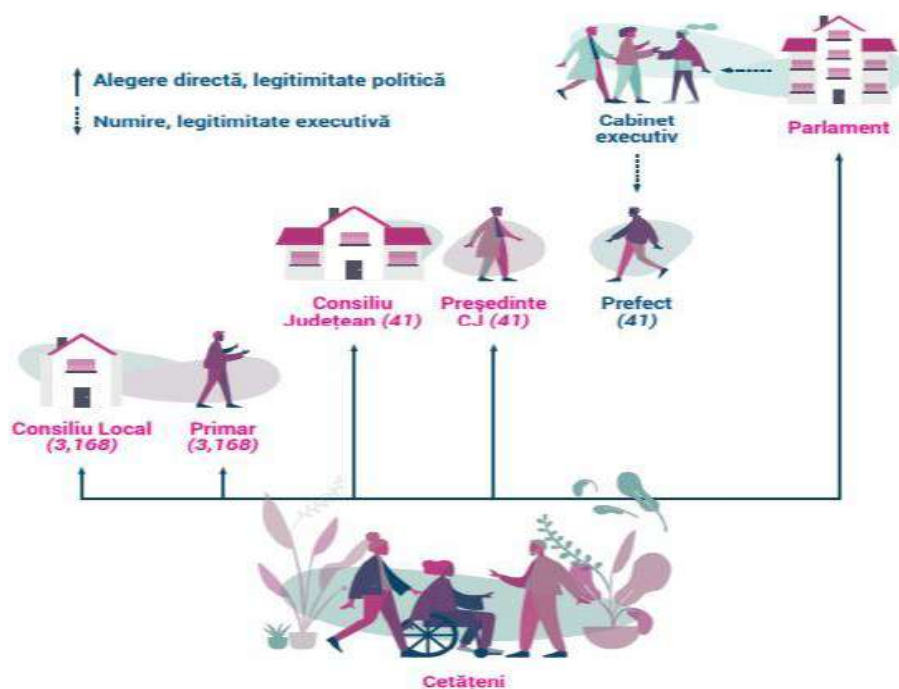 Alegere directă, legitimitate politică
Numire, legitimitate executivă
Cabinet
executiv
Parlament
Consiliu
Județean (41)
Președinte
CJ (41)
Prefect
(41)
Consiliu Local
(3,168)
Primar
(3,168)
Cetățeni